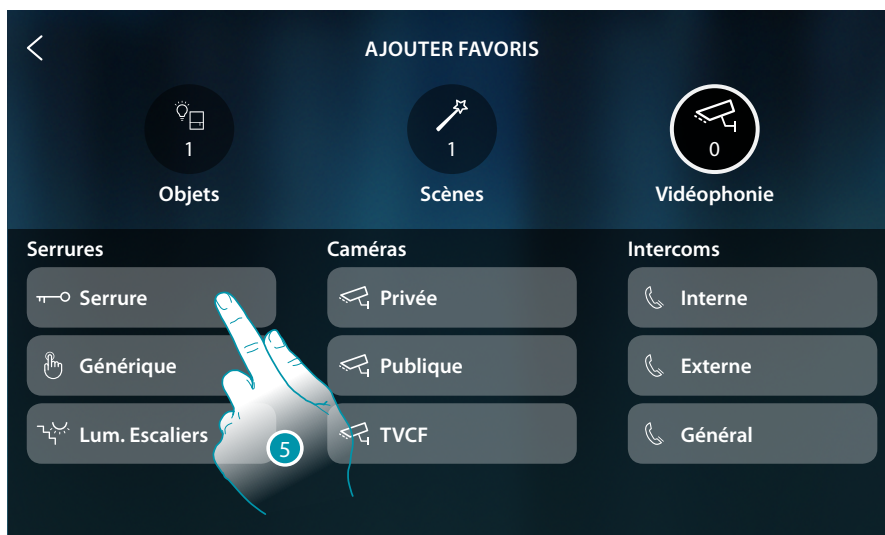 AJOUTER FAVORIS
1
1
0
Objets
Scènes
Vidéophonie
Serrures
Caméras
Intercoms
Serrure
Privée
Interne
Générique
Publique
Externe
Lum. Escaliers
TVCF
Général
5